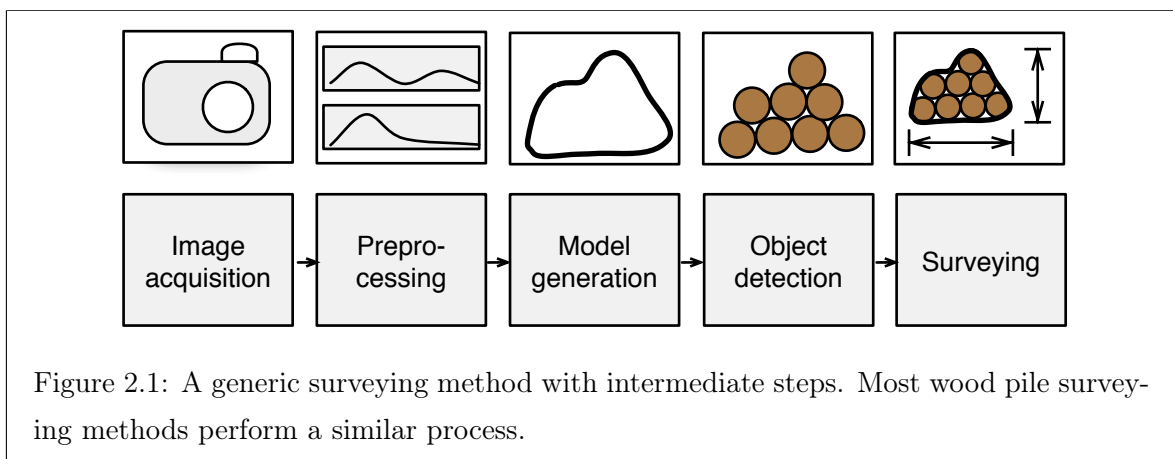 Image
acquisition
Prepro-
cessing
Model
generation
Object
detection
Surveying
Figure 2.1: A generic surveying method with intermediate steps. Most wood pile survey-
ing methods perform a similar process.